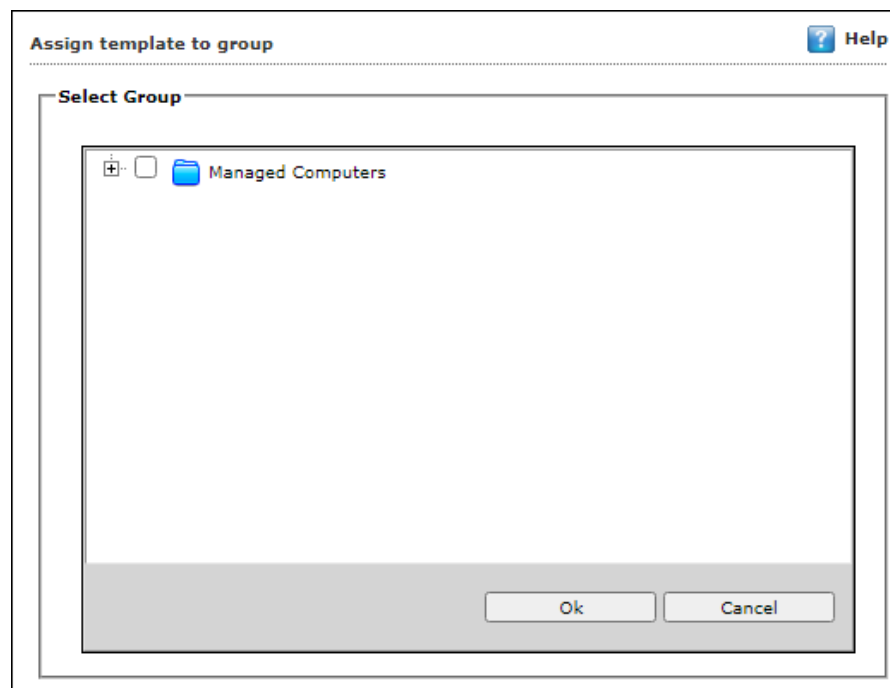 Assign template to group
? Help
Select Group
Managed Computers
Ok
Cancel